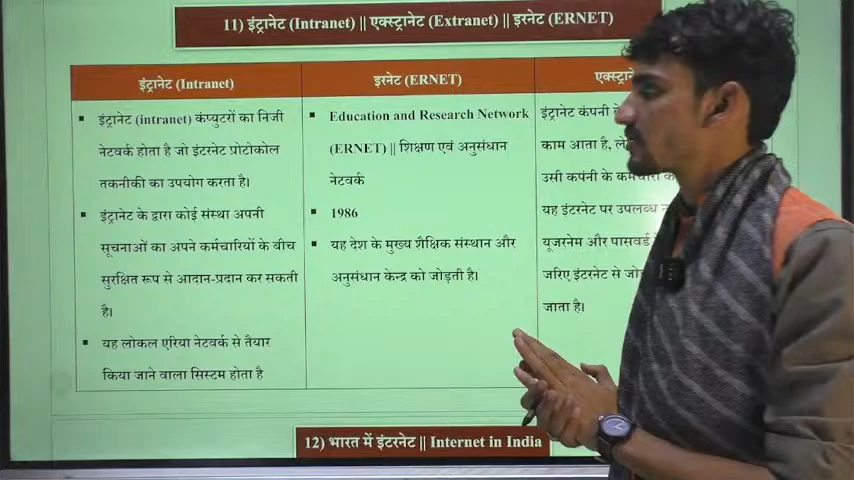 11) इंट्रानेट (Intranet) || एक्स्ट्रानेट (Extranet) || इरनेट (ERNET)
इंट्रानेट (Intranet)
▪ इंट्रानेट (intranet) कंप्युटरों का निजी
नेटवर्क होता है जो इंटरनेट प्रोटोकोल
तकनीकी का उपयोग करता है।
▪ इंट्रानेट के द्वारा कोई संस्था अपनी
सूचनाओं का अपने कर्मचारियों के बीच
सुरक्षित रूप से आदान-प्रदान कर सकती
है।
▪ यह लोकल एरिया नेटवर्क से तैयार
किया जाने वाला सिस्टम होता है
इरनेट (ERNET)
▪ Education and Research Network
(ERNET) || शिक्षण एवं अनुसंधान
नेटवर्क
▪ 1986
▪ यह देश के मुख्य शैक्षिक संस्थान और
अनुसंधान केन्द्र को जोड़ती है।
इंट्रानेट कंपनी
काम आता है,
उसी कपंनी के
यह इंटरनेट पर उपलब्ध
यूजरनेम और पासवर्ड
जरिए इंटरनेट से
जाता है।
12) भारत में इंटरनेट || Internet in India